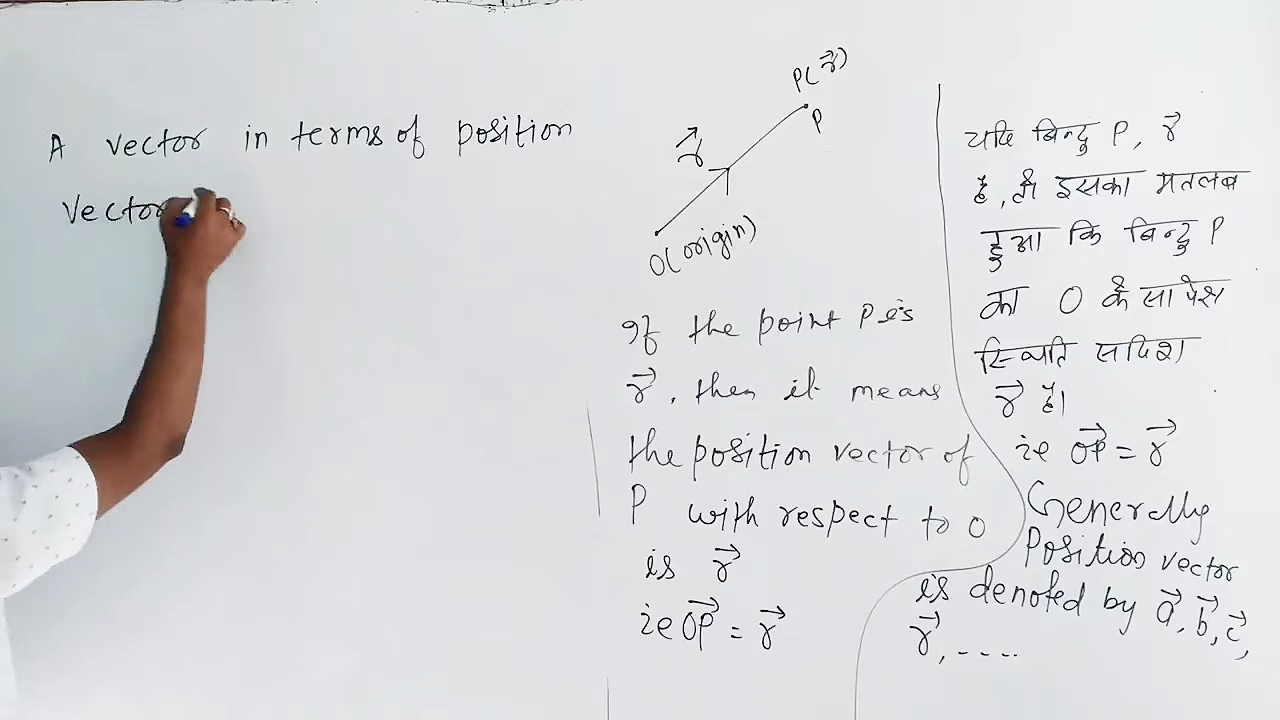 A vector in terms of position
Vector
P(r⃗)
P
r⃗
O(origin)
If the point P is
r⃗, then it means
the position vector of
P with respect to O
is r⃗
ie OP⃗ = r⃗
यदि बिन्दु P, r⃗
है, तो इसका मतलब
हुआ कि बिन्दु P
का O के सापेक्ष
स्थिति सदिश
r⃗ है।
ie OP⃗ = r⃗
Generally
Position vector
is denoted by a⃗, b⃗, c⃗,
r⃗, ----